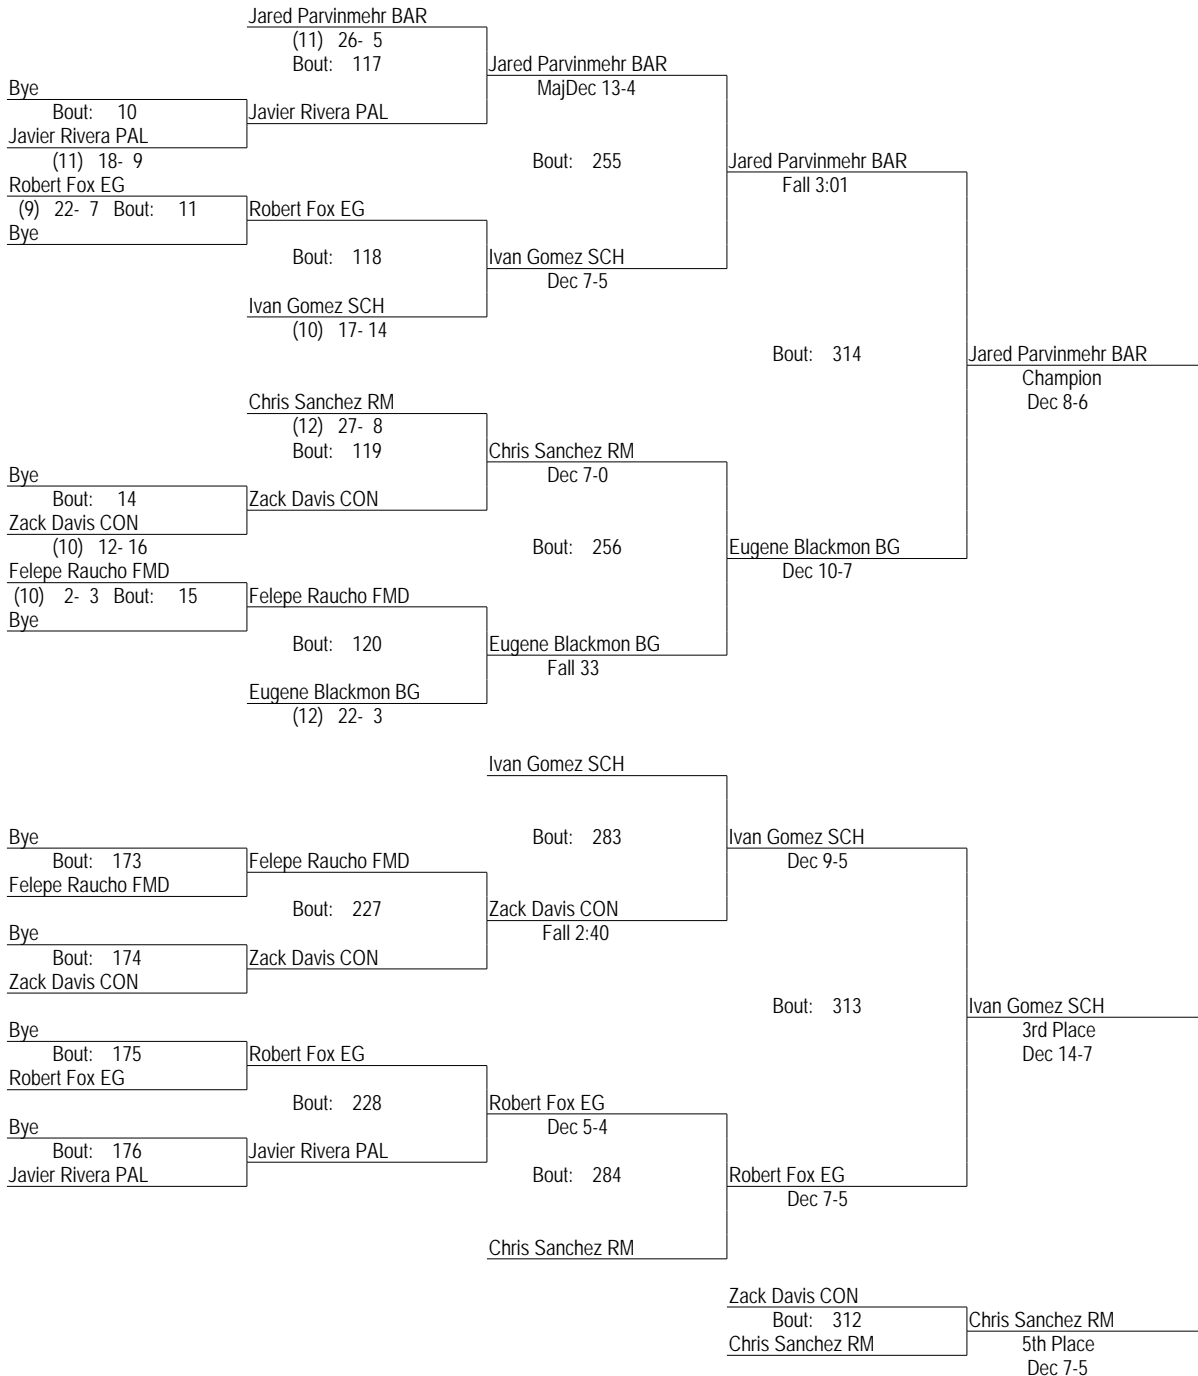 Jared Parvinmehr BAR
(11) 26- 5
Bout: 117
Jared Parvinmehr BAR
MajDec 13-4
Bye
Bout: 10
Javier Rivera PAL
Javier Rivera PAL
(11) 18- 9
Bout: 255
Jared Parvinmehr BAR
Fall 3:01
Robert Fox EG
(9) 22- 7 Bout: 11
Robert Fox EG
Bye
Bout: 118
Ivan Gomez SCH
Dec 7-5
Ivan Gomez SCH
(10) 17- 14
Bout: 314
Jared Parvinmehr BAR
Champion
Dec 8-6
Chris Sanchez RM
(12) 27- 8
Bout: 119
Chris Sanchez RM
Dec 7-0
Bye
Bout: 14
Zack Davis CON
Zack Davis CON
(10) 12- 16
Bout: 256
Eugene Blackmon BG
Dec 10-7
Felepe Raucho FMD
(10) 2- 3 Bout: 15
Felepe Raucho FMD
Bye
Bout: 120
Eugene Blackmon BG
Fall 33
Eugene Blackmon BG
(12) 22- 3
Ivan Gomez SCH
Bout: 283
Ivan Gomez SCH
Dec 9-5
Bye
Bout: 173
Felepe Raucho FMD
Felepe Raucho FMD
Bout: 227
Zack Davis CON
Fall 2:40
Bye
Bout: 174
Zack Davis CON
Zack Davis CON
Bout: 313
Ivan Gomez SCH
3rd Place
Dec 14-7
Bye
Bout: 175
Robert Fox EG
Robert Fox EG
Bout: 228
Robert Fox EG
Dec 5-4
Bye
Bout: 176
Javier Rivera PAL
Javier Rivera PAL
Bout: 284
Robert Fox EG
Dec 7-5
Chris Sanchez RM
Zack Davis CON
Bout: 312
Chris Sanchez RM
Chris Sanchez RM
5th Place
Dec 7-5